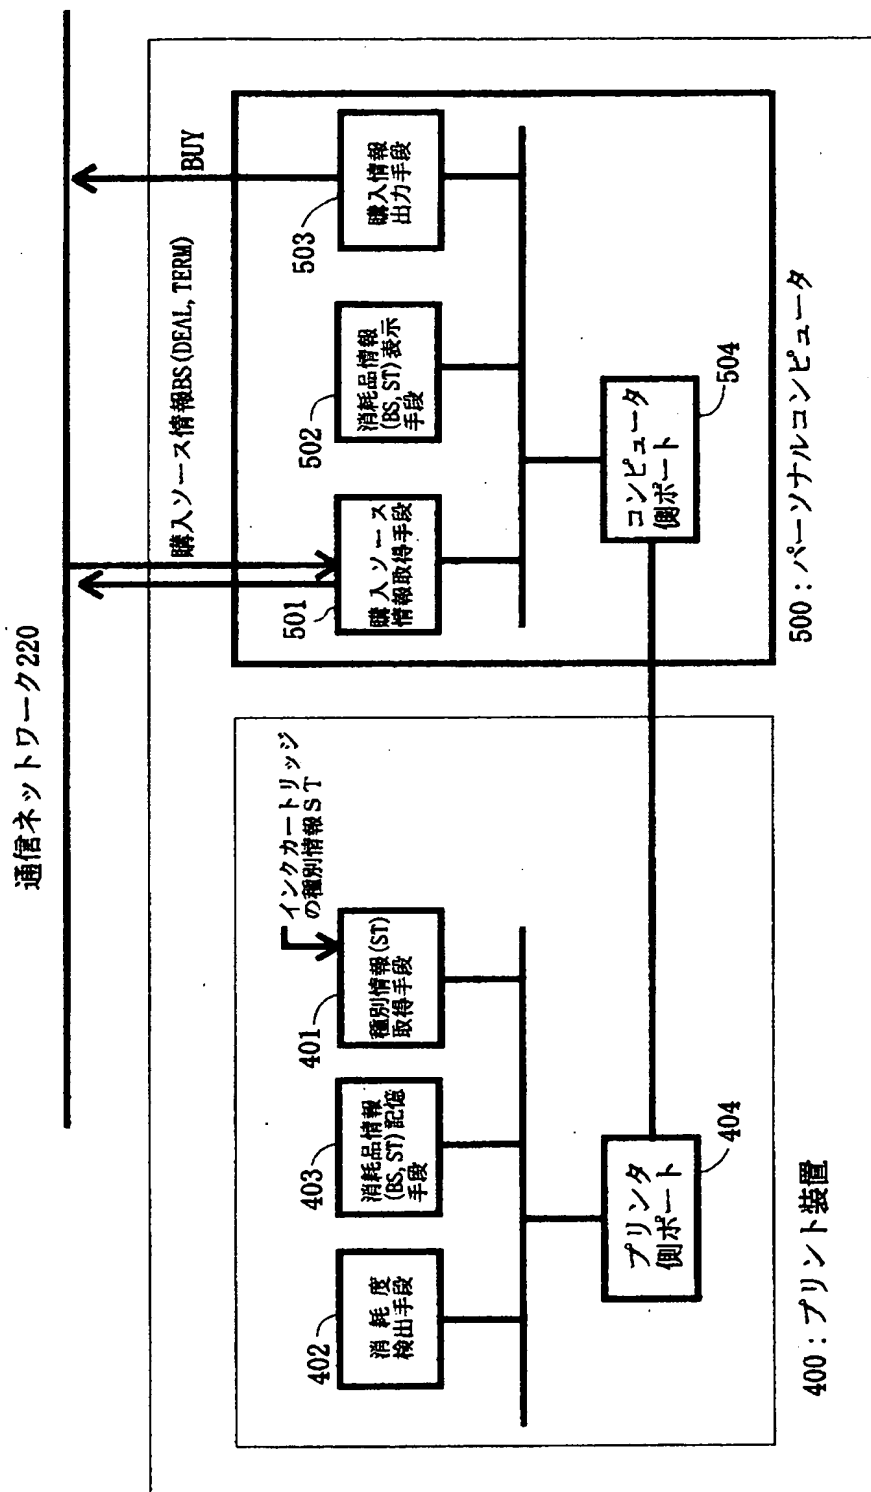 通信ネットワーク220
購入ソース情報BS(DEAL, TERM)
BUY
インクカートリッジ
の種別情報ST
402
消耗度
検出手段
403
消耗品情報
(BS, ST)記憶
手段
401
種別情報(ST)
取得手段
501
購入ソース
情報取得手段
502
消耗品情報
(BS, ST)表示
手段
503
購入情報
出力手段
プリンタ
側ポート
404
コンピュータ
側ポート
504
400：プリント装置
500：パーソナルコンピュータ